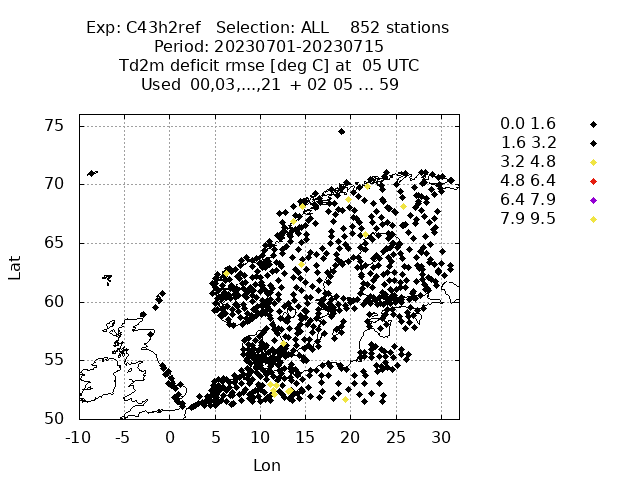 Exp: C43h2ref   Selection: ALL    852 stations
Period: 20230701-20230715
Td2m deficit rmse [deg C] at  05 UTC
Used  00,03,...,21  + 02 05 ... 59
0.0 1.6
1.6 3.2
3.2 4.8
4.8 6.4
6.4 7.9
7.9 9.5
75
70
65
60
55
50
Lat
-10 -5 0 5 10 15 20 25 30
Lon